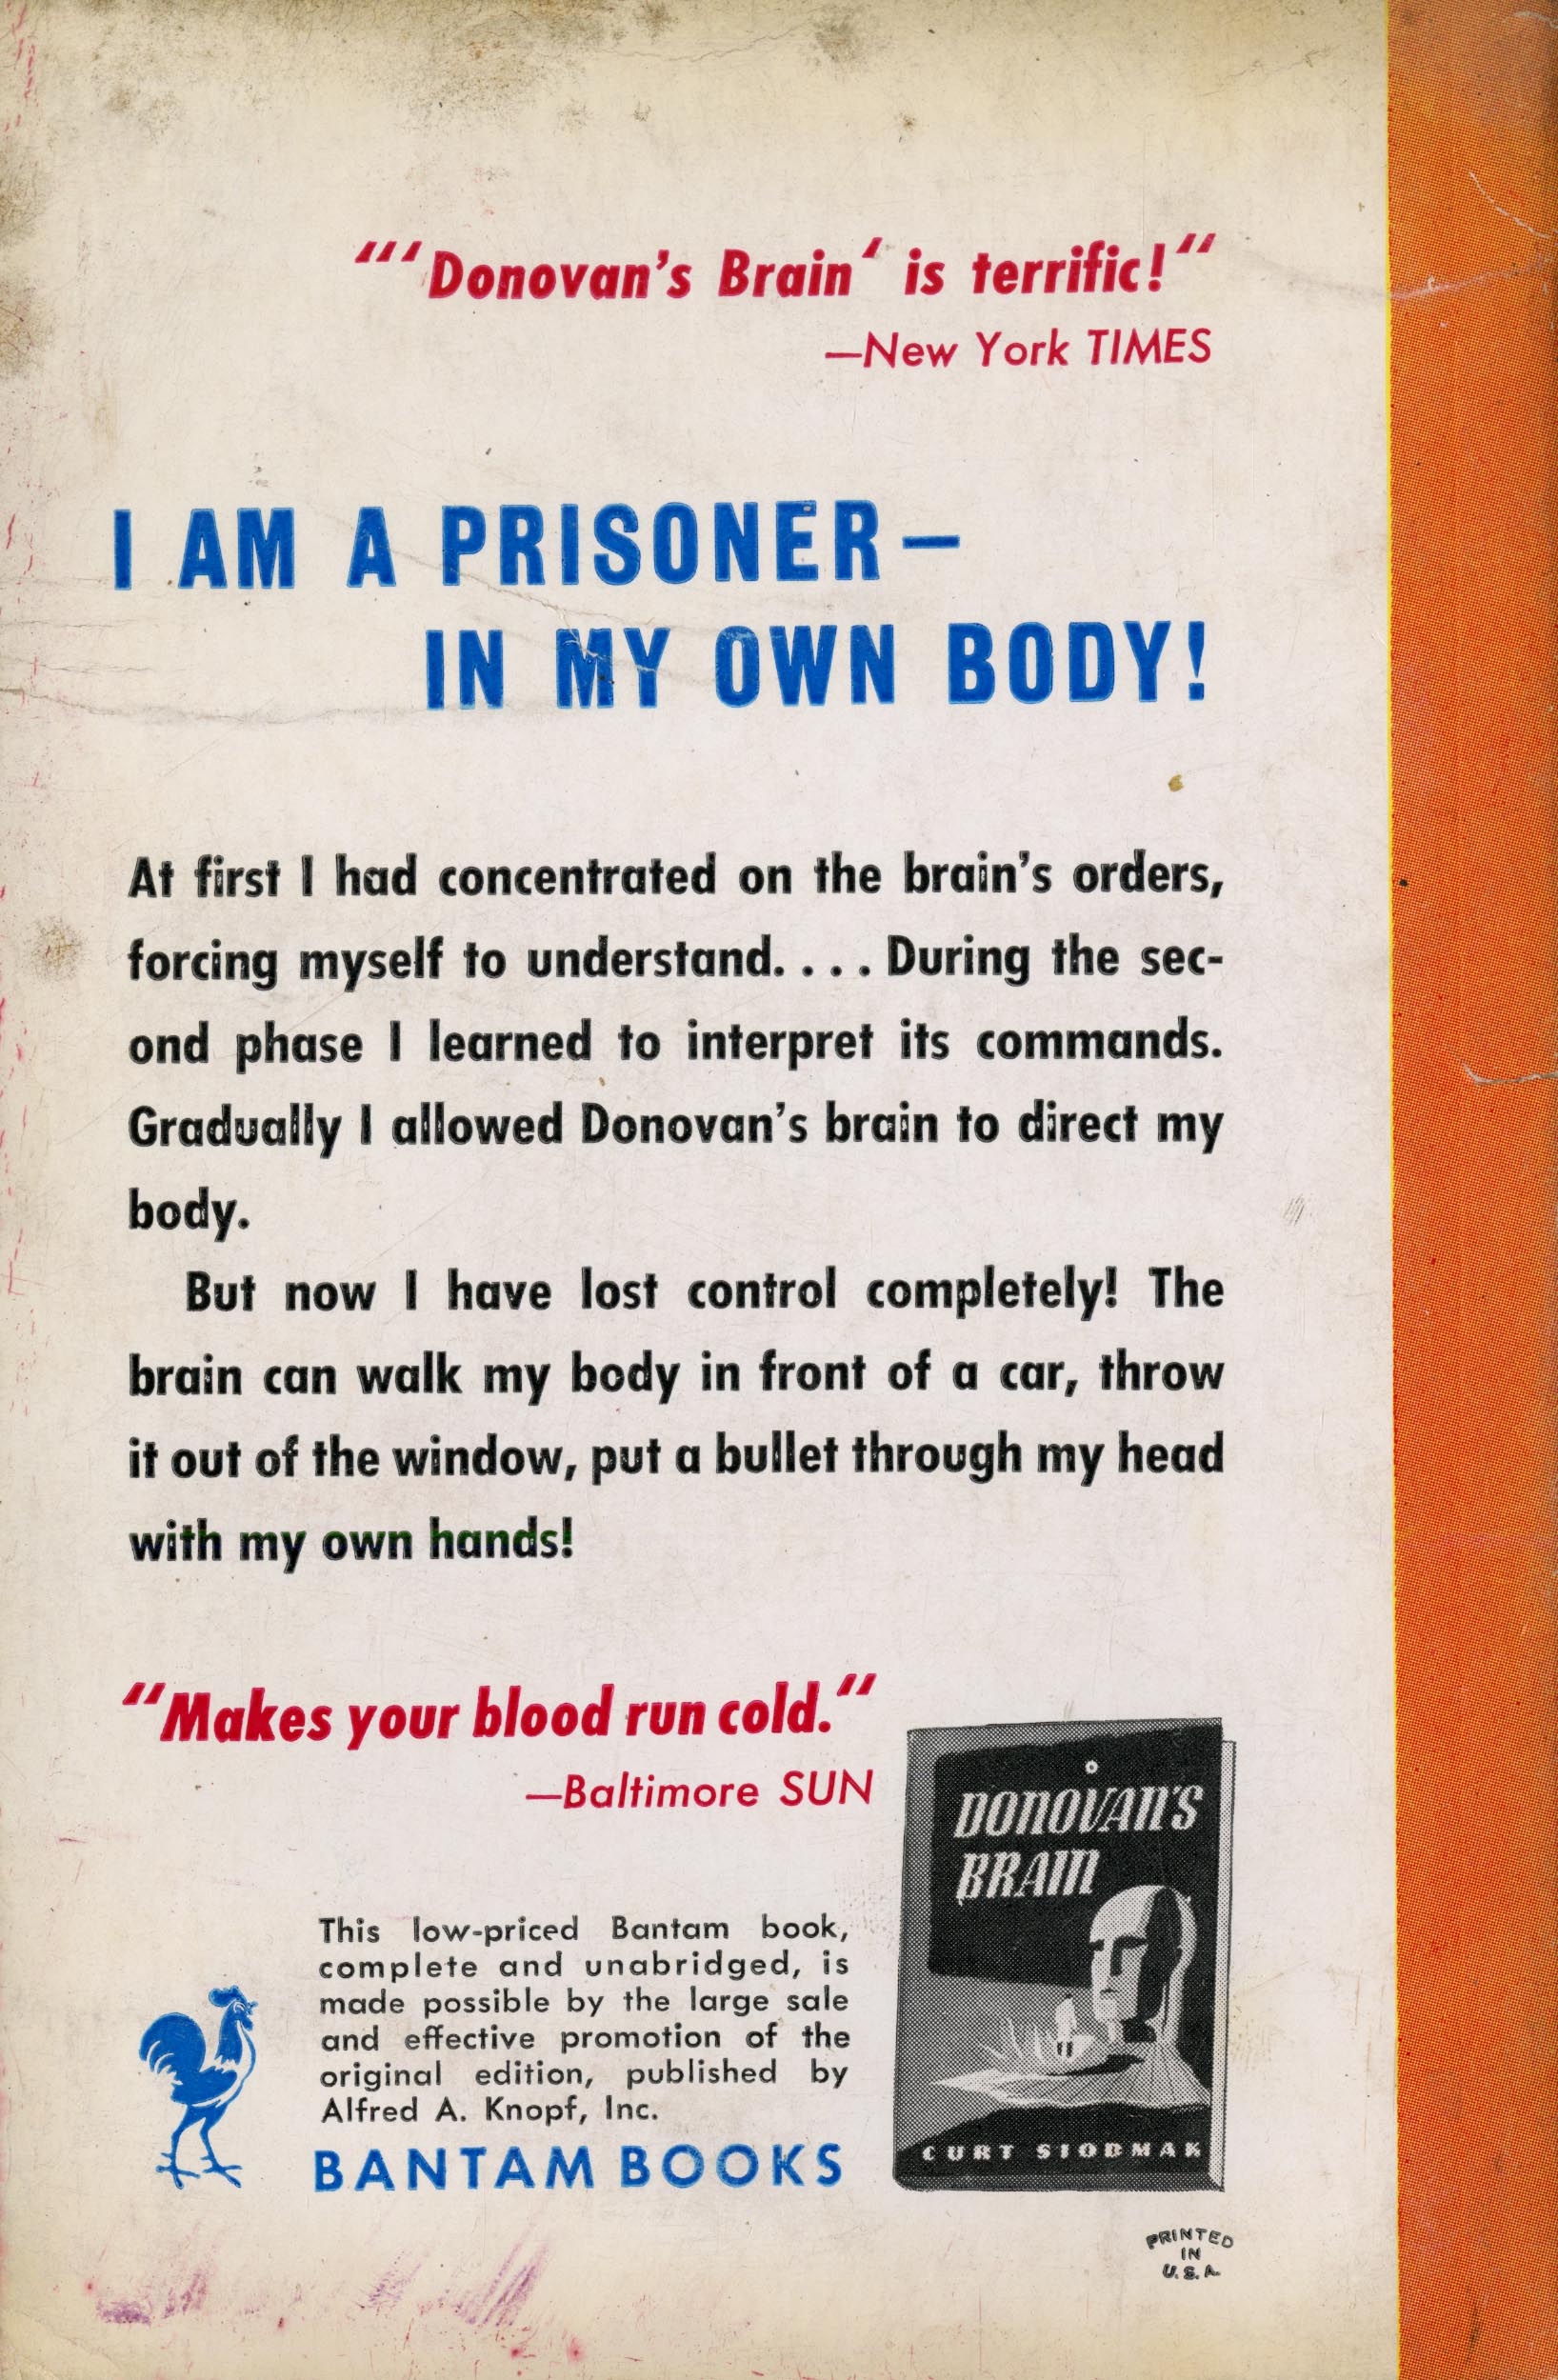 "'Donovan's Brain' is terrific!"
—New York TIMES
I AM A PRISONER—
IN MY OWN BODY!
At first I had concentrated on the brain's orders,
forcing myself to understand. . . . During the sec-
ond phase I learned to interpret its commands.
Gradually I allowed Donovan's brain to direct my
body.
But now I have lost control completely! The
brain can walk my body in front of a car, throw
it out of the window, put a bullet through my head
with my own hands!
"Makes your blood run cold."
—Baltimore SUN
This low-priced Bantam book,
complete and unabridged, is
made possible by the large sale
and effective promotion of the
original edition, published by
Alfred A. Knopf, Inc.
BANTAM BOOKS
DONOVAN'S
BRAIN
CURT SIODMAK
PRINTED
IN
U.S.A.